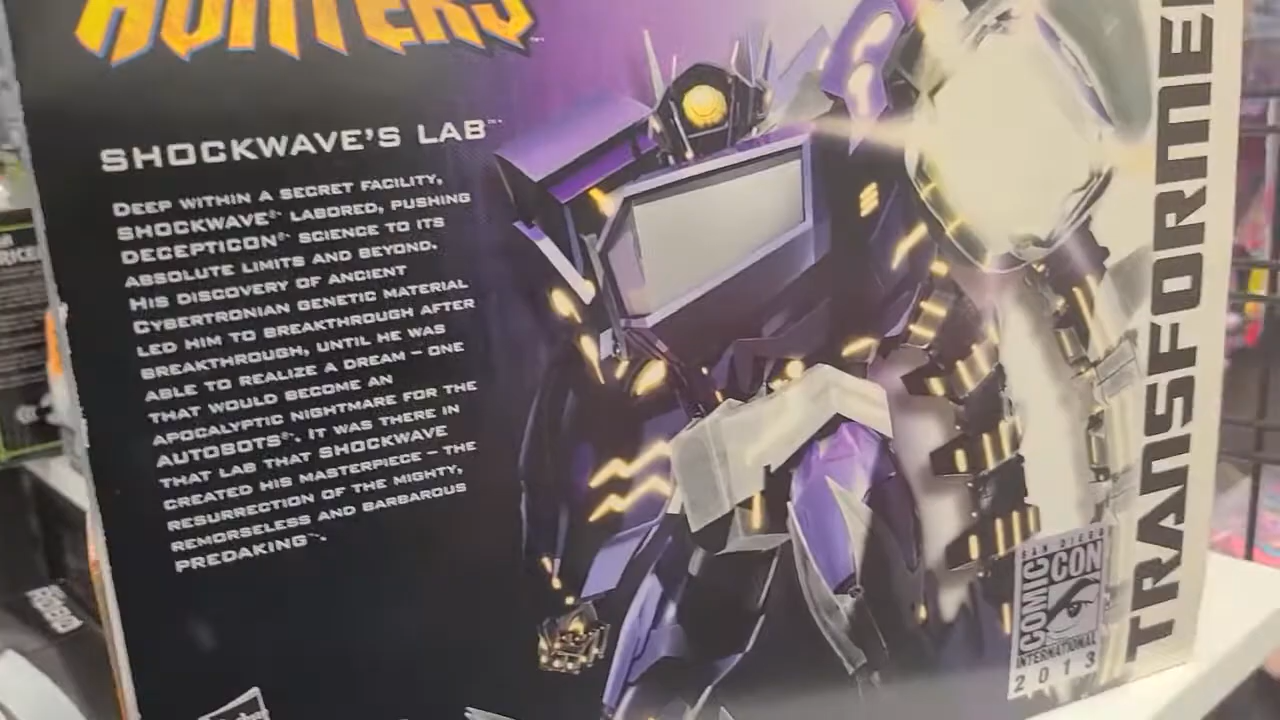 HUNTERS™
SHOCKWAVE'S LAB™
DEEP WITHIN A SECRET FACILITY,
SHOCKWAVE® LABORED, PUSHING
DECEPTICON® SCIENCE TO ITS
ABSOLUTE LIMITS AND BEYOND.
HIS DISCOVERY OF ANCIENT
CYBERTRONIAN GENETIC MATERIAL
LED HIM TO BREAKTHROUGH AFTER
BREAKTHROUGH, UNTIL HE WAS
ABLE TO REALIZE A DREAM – ONE
THAT WOULD BECOME AN
APOCALYPTIC NIGHTMARE FOR THE
AUTOBOTS®. IT WAS THERE IN
THAT LAB THAT SHOCKWAVE
CREATED HIS MASTERPIECE – THE
RESURRECTION OF THE MIGHTY,
REMORSELESS AND BARBAROUS
PREDAKING™.
TRANSFORME
SAN DIEGO
COMIC CON
INTERNATIONAL
2013